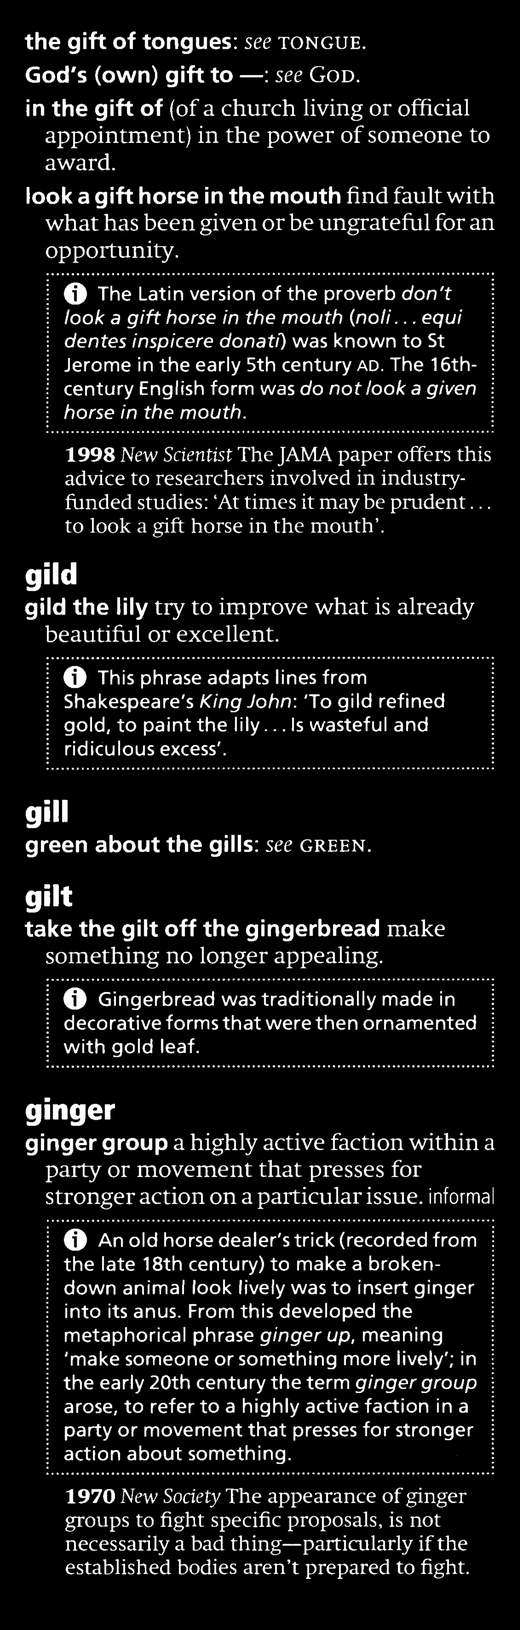 the gift of tongues: see TONGUE.
God's (own) gift to —: see GOD.
in the gift of (of a church living or official
appointment) in the power of someone to
award.
look a gift horse in the mouth find fault with
what has been given or be ungrateful for an
opportunity.
i The Latin version of the proverb don't
look a gift horse in the mouth (noli... equi
dentes inspicere donati) was known to St
Jerome in the early 5th century AD. The 16th-
century English form was do not look a given
horse in the mouth.
1998 New Scientist The JAMA paper offers this
advice to researchers involved in industry-
funded studies: 'At times it may be prudent...
to look a gift horse in the mouth'.
gild
gild the lily try to improve what is already
beautiful or excellent.
i This phrase adapts lines from
Shakespeare's King John: 'To gild refined
gold, to paint the lily... Is wasteful and
ridiculous excess'.
gill
green about the gills: see GREEN.
gilt
take the gilt off the gingerbread make
something no longer appealing.
i Gingerbread was traditionally made in
decorative forms that were then ornamented
with gold leaf.
ginger
ginger group a highly active faction within a
party or movement that presses for
stronger action on a particular issue. informal
i An old horse dealer's trick (recorded from
the late 18th century) to make a broken-
down animal look lively was to insert ginger
into its anus. From this developed the
metaphorical phrase ginger up, meaning
'make someone or something more lively'; in
the early 20th century the term ginger group
arose, to refer to a highly active faction in a
party or movement that presses for stronger
action about something.
1970 New Society The appearance of ginger
groups to fight specific proposals, is not
necessarily a bad thing—particularly if the
established bodies aren't prepared to fight.